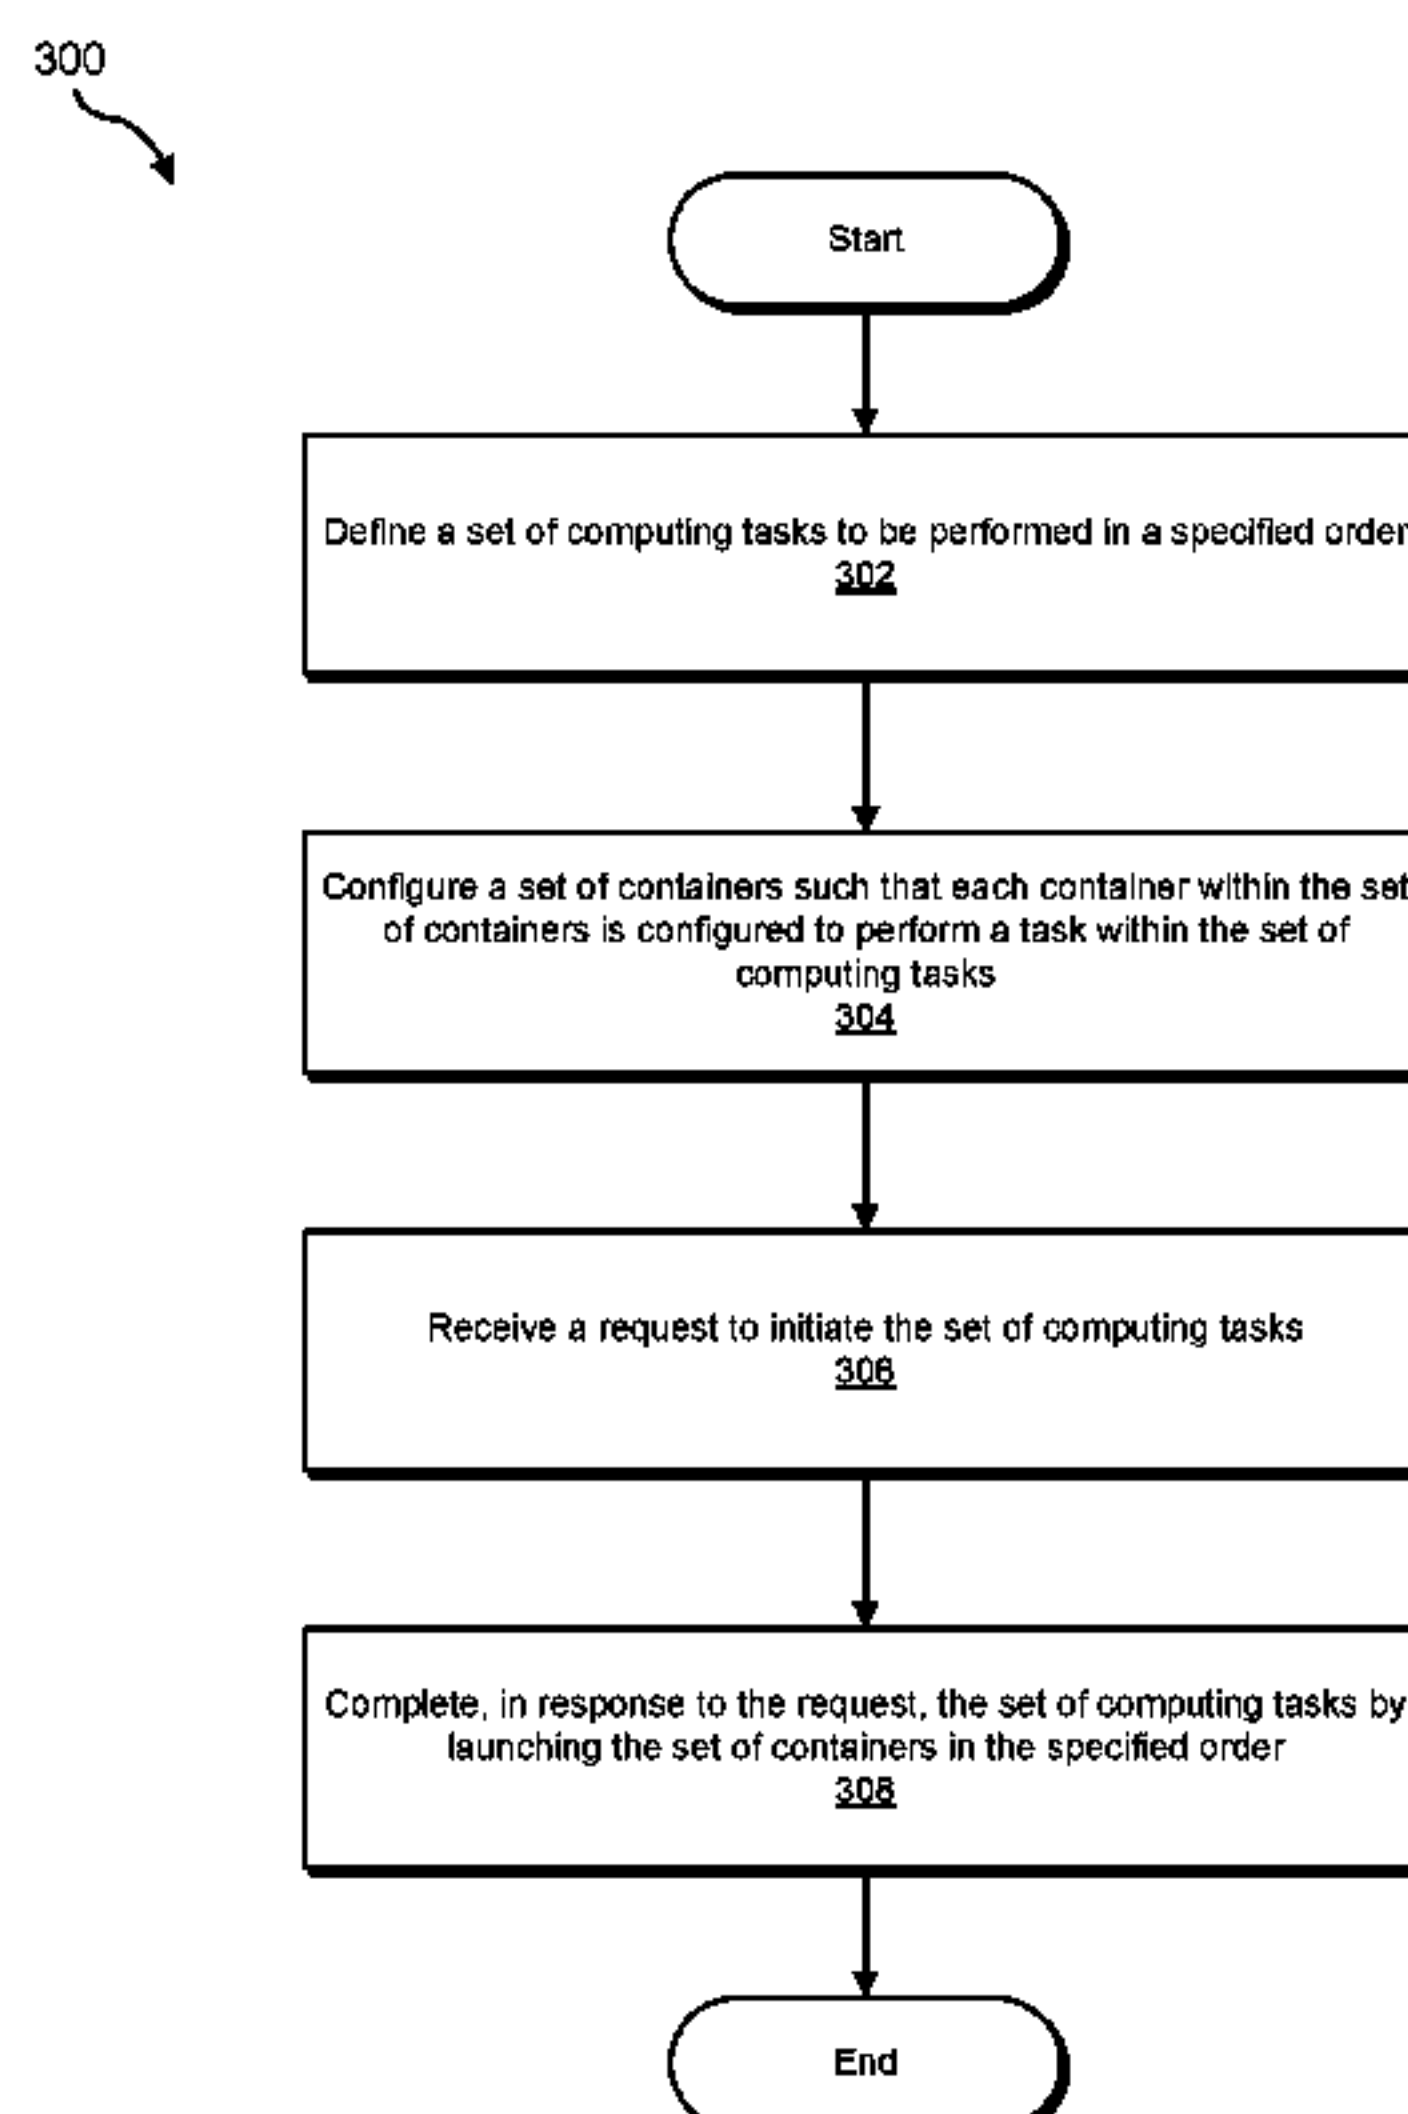 300
Start
Define a set of computing tasks to be performed in a specified order
302
Configure a set of containers such that each container within the set
of containers is configured to perform a task within the set of
computing tasks
304
Receive a request to initiate the set of computing tasks
306
Complete, in response to the request, the set of computing tasks by
launching the set of containers in the specified order
308
End